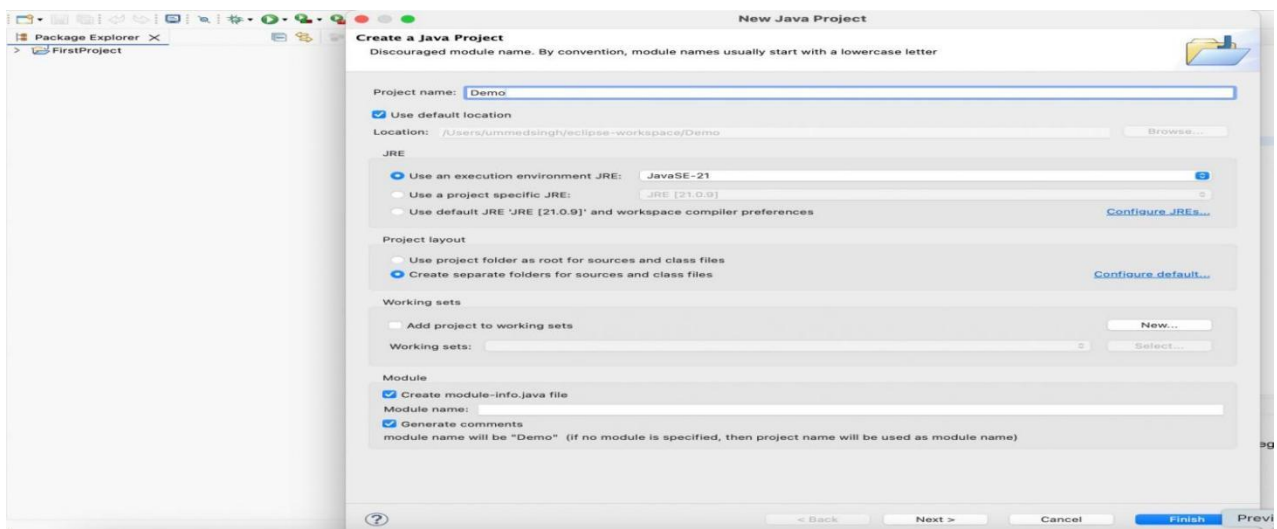 New Java Project
Package Explorer
FirstProject
Create a Java Project
Discouraged module name. By convention, module names usually start with a lowercase letter
Project name: Demo
Use default location
Location: /Users/ummedsingh/eclipse-workspace/Demo Browse...
JRE
Use an execution environment JRE: JavaSE-21
Use a project specific JRE: JRE [21.0.9]
Use default JRE 'JRE [21.0.9]' and workspace compiler preferences Configure JREs...
Project layout
Use project folder as root for sources and class files
Create separate folders for sources and class files Configure default...
Working sets
Add project to working sets New...
Working sets: Select...
Module
Create module-info.java file
Module name:
Generate comments
module name will be "Demo" (if no module is specified, then project name will be used as module name)
< Back Next > Cancel Finish